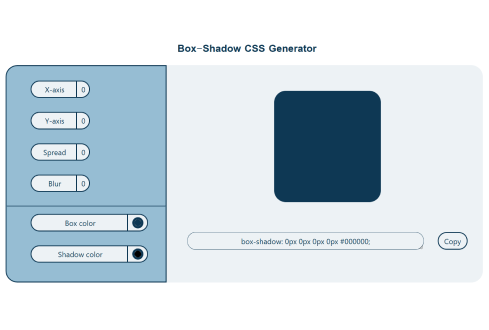 Box-Shadow CSS Generator
X-axis 0
Y-axis 0
Spread 0
Blur 0
Box color
Shadow color
box-shadow: 0px 0px 0px 0px #000000;
Copy